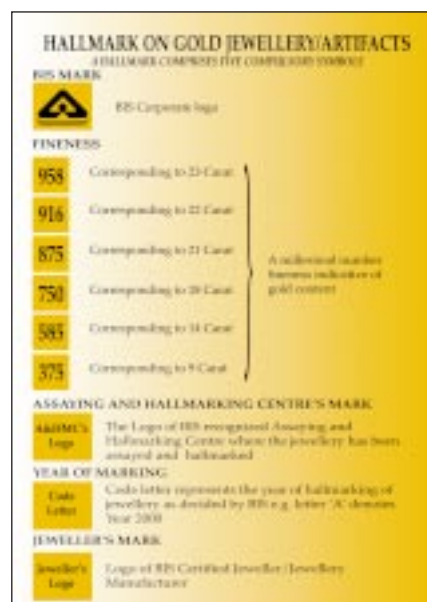 HALLMARK ON GOLD JEWELLERY/ARTIFACTS
A HALLMARK COMPRISES FIVE COMPULSORY SYMBOLS
BIS MARK
BIS Corporate logo
FINENESS
958 Corresponding to 23 Carat
916 Corresponding to 22 Carat
875 Corresponding to 21 Carat
750 Corresponding to 18 Carat
585 Corresponding to 14 Carat
375 Corresponding to 9 Carat
A millesimal number
fineness indicative of
gold content
ASSAYING AND HALLMARKING CENTRE'S MARK
A&HMC's
Logo
The Logo of BIS recognized Assaying and
Hallmarking Centre where the jewellery has been
assayed and hallmarked
YEAR OF MARKING
Code
Letter
Code letter represents the year of hallmarking of
jewellery as decided by BIS e.g. letter 'A' denotes
Year 2000
JEWELLER'S MARK
Jeweller's
Logo
Logo of BIS Certified Jeweller/Jewellery
Manufacturer